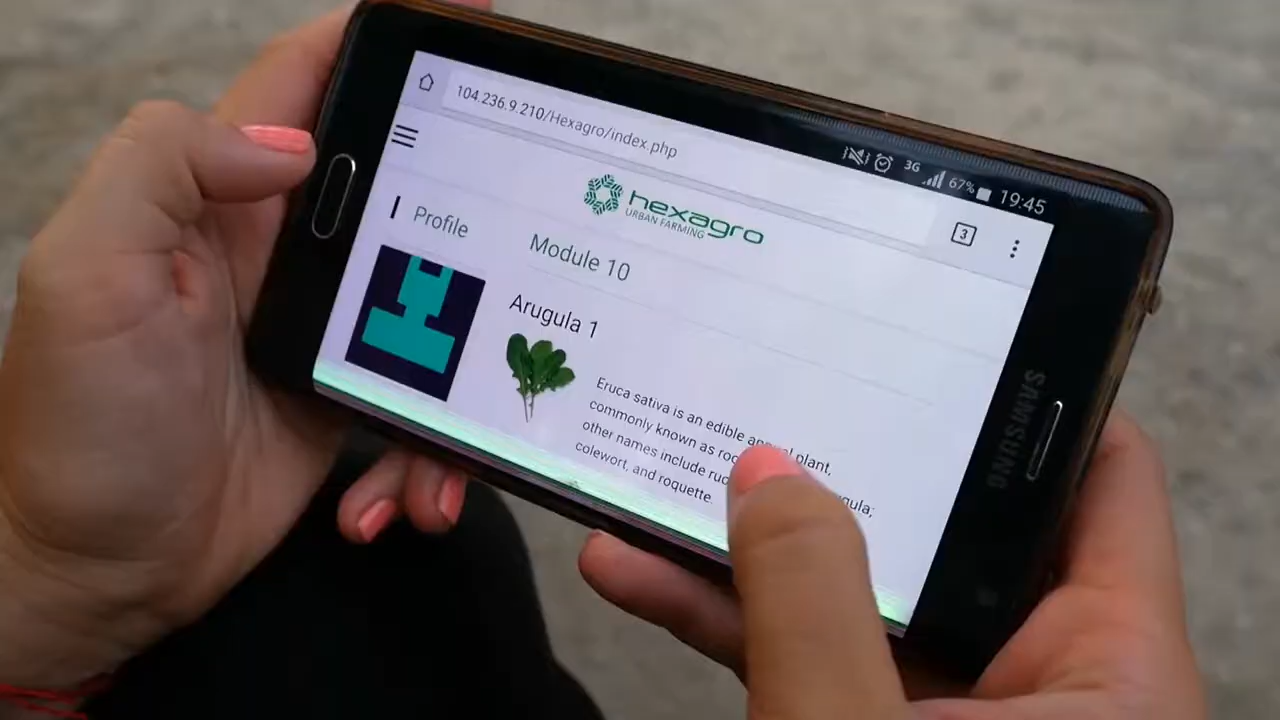 104.236.9.210/Hexagro/index.php
3G
67%
19:45
3
hexagro
URBAN FARMING
Profile
Module 10
Arugula 1
Eruca sativa is an edible plant,
commonly known as
other names include
colewort, and roquette.
SAMSUNG